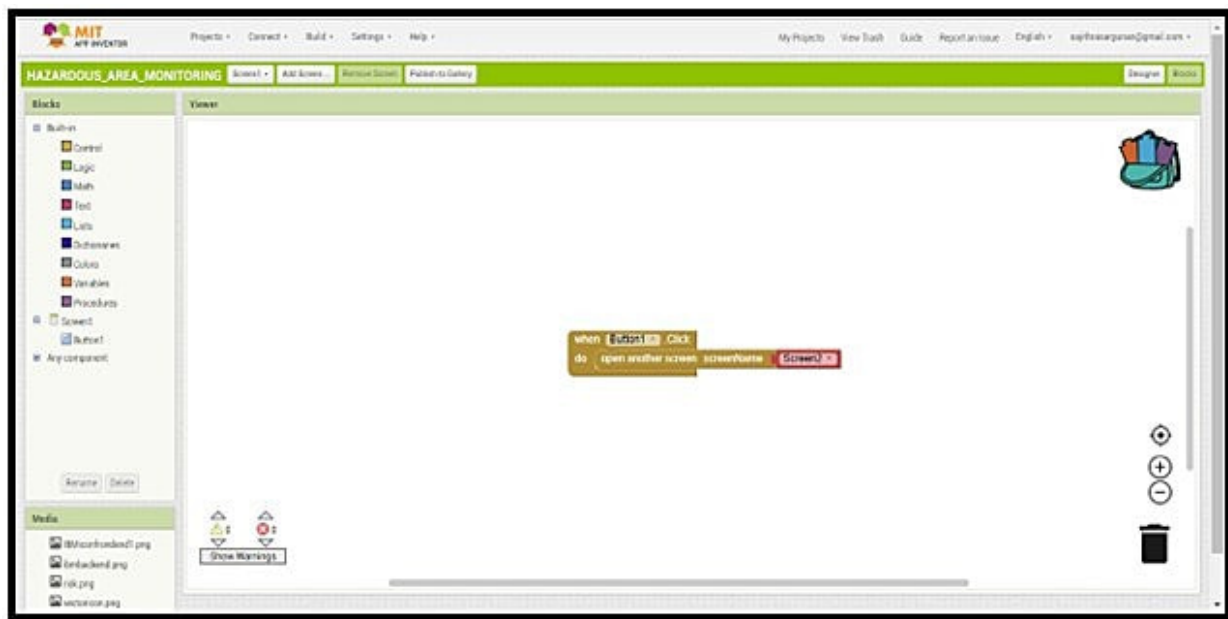 MIT
APP INVENTOR
Projects Connect Build Settings Help
My Projects View Trash Guide Report an Issue English
HAZARDOUS_AREA_MONITORING Screen1 Add Screen ... Remove Screen Publish to Gallery Designer Blocks
Blocks
Viewer
Built-in
Control
Logic
Math
Text
Lists
Dictionaries
Colors
Variables
Procedures
Screen1
Button1
Any component
when Button1 Click
do open another screen screenName Screen2
Rename Delete
Show Warnings
Media
risk.png